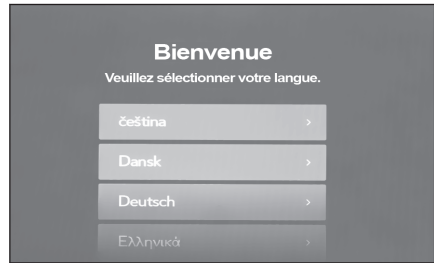 Bienvenue
Veuillez sélectionner votre langue.
čeština
Dansk
Deutsch
Ελληνικά